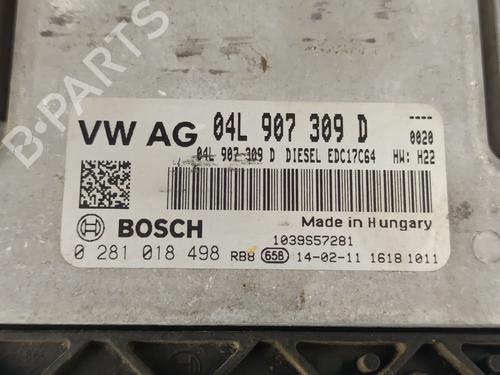 B-PARTS
VW AG 04L 907 309 D
----
0020
04L 907 309 D DIESEL EDC17C64 HW: H22
BOSCH
Made in Hungary
1039S57281
0 281 018 498 RB8 658 14-02-11 1618 1011